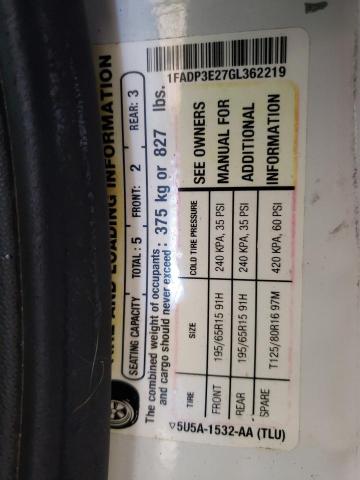 TIRE AND LOADING INFORMATION
SEATING CAPACITY TOTAL: 5 FRONT: 2 REAR: 3
The combined weight of occupants and cargo should never exceed: 375 kg or 827 lbs.
TIRE SIZE COLD TIRE PRESSURE
FRONT 195/65R15 91H 240 KPA, 35 PSI
REAR 195/65R15 91H 240 KPA, 35 PSI
SPARE T125/80R16 97M 420 KPA, 60 PSI
SEE OWNERS
MANUAL FOR
ADDITIONAL
INFORMATION
5U5A-1532-AA (TLU)
1FADP3E27GL362219